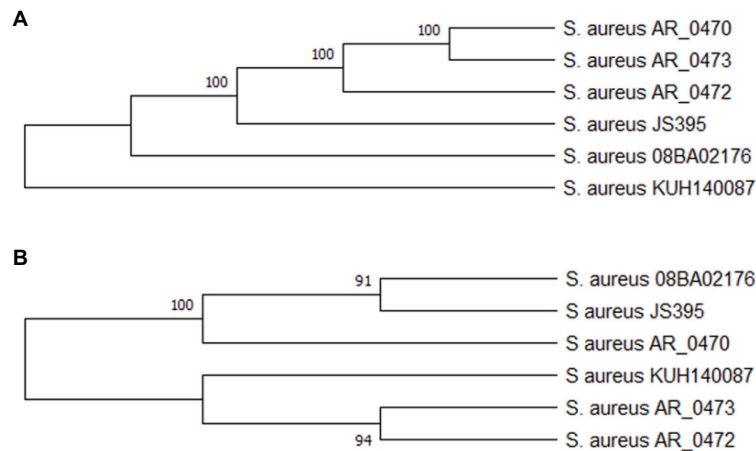 A
100
S. aureus AR_0470
S. aureus AR_0473
100
S. aureus AR_0472
100
S. aureus JS395
S. aureus 08BA02176
S. aureus KUH140087
B
91
S. aureus 08BA02176
S aureus JS395
100
S aureus AR_0470
S aureus KUH140087
S. aureus AR_0473
94
S. aureus AR_0472